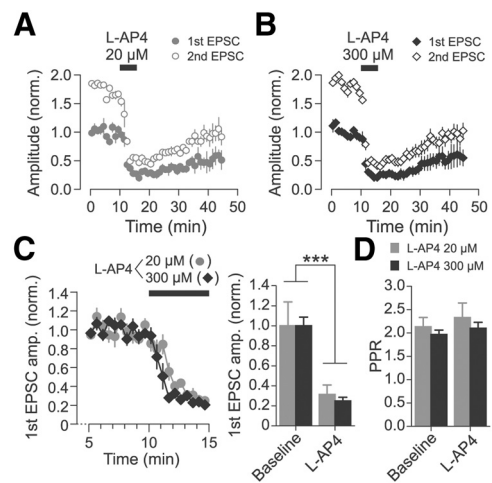 A
L-AP4
20 µM
1st EPSC
2nd EPSC
Amplitude (norm.)
2.0
1.5
1.0
0.5
0.0
0 10 20 30 40 50
Time (min)
B
L-AP4
300 µM
1st EPSC
2nd EPSC
Amplitude (norm.)
2.0
1.5
1.0
0.5
0.0
0 10 20 30 40 50
Time (min)
C
L-AP4
20 µM ( )
300 µM ( )
1st EPSC amp. (norm.)
1.4
1.2
1.0
0.8
0.6
0.4
0.2
0
5 10 15
Time (min)
1st EPSC amp. (norm.)
1.4
1.2
1.0
0.8
0.6
0.4
0.2
0
***
Baseline
L-AP4
D
L-AP4 20 µM
L-AP4 300 µM
PPR
3.0
2.5
2.0
1.5
1.0
0.5
0.0
Baseline
L-AP4